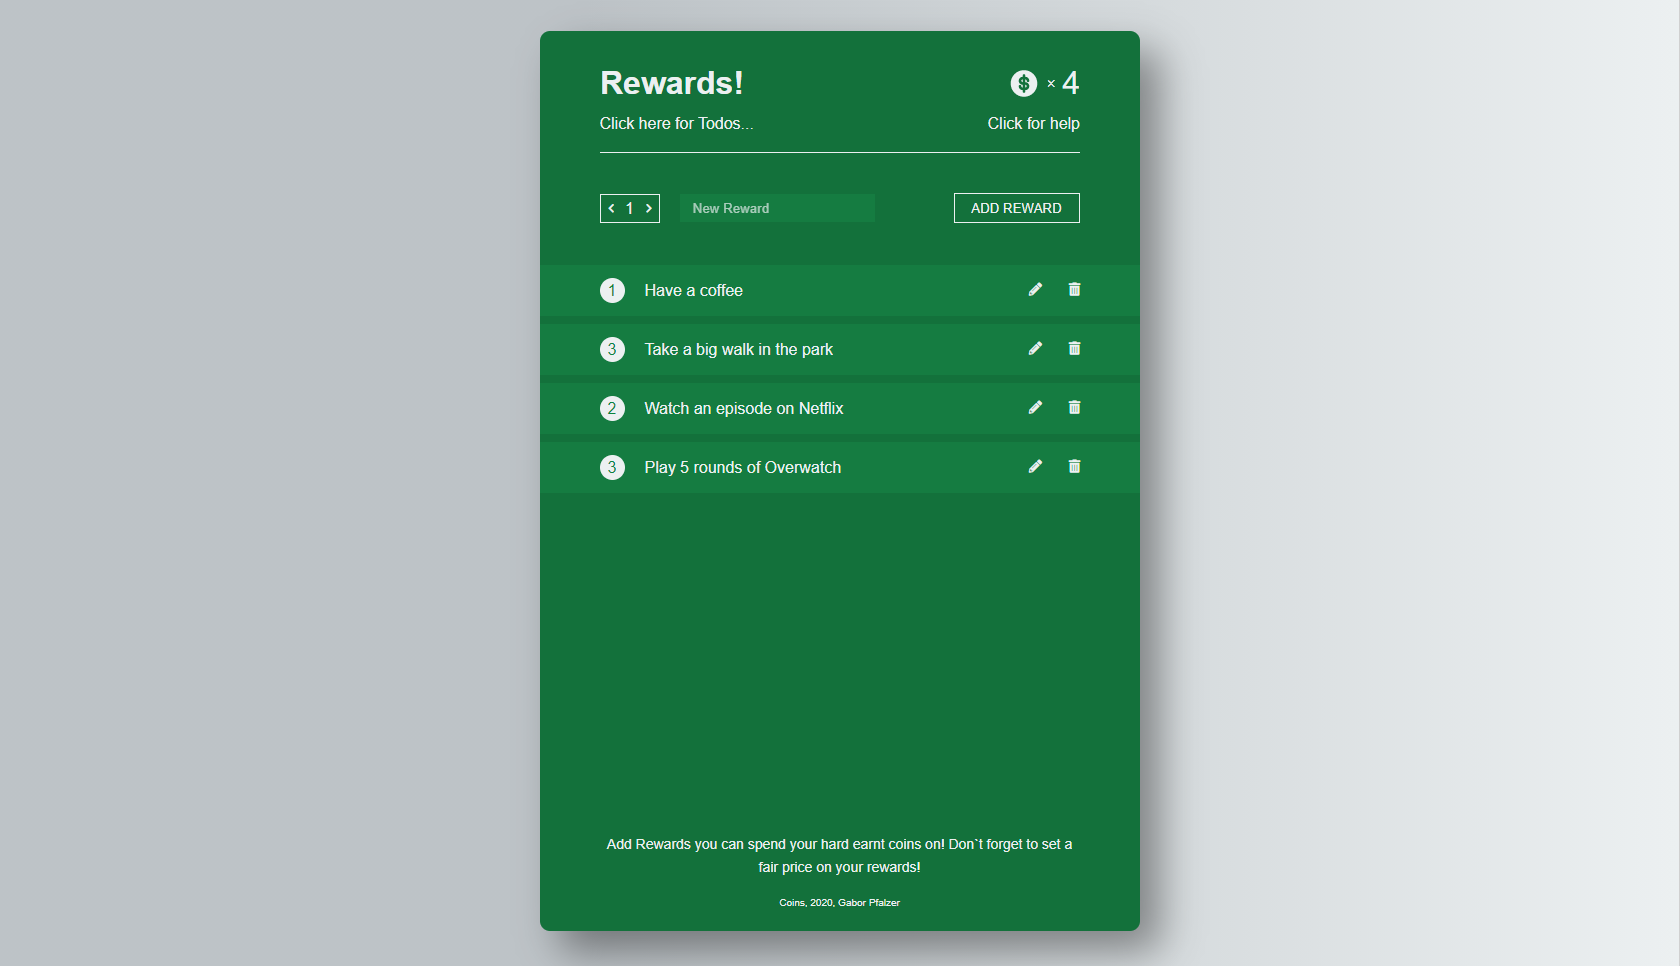 Rewards!
$ × 4
Click here for Todos...
Click for help
1
New Reward
ADD REWARD
1 Have a coffee
3 Take a big walk in the park
2 Watch an episode on Netflix
3 Play 5 rounds of Overwatch
Add Rewards you can spend your hard earnt coins on! Don`t forget to set a
fair price on your rewards!
Coins, 2020, Gabor Pfalzer